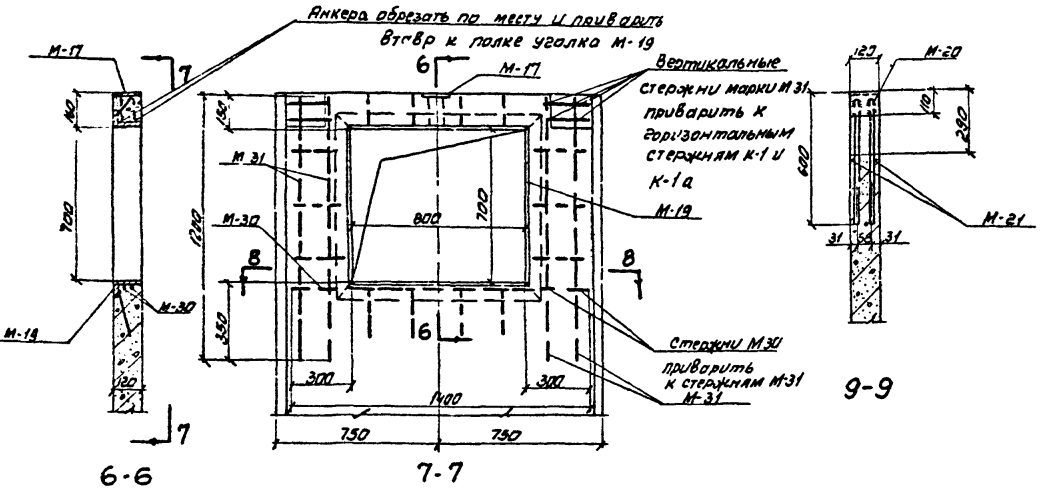 Анкера обрезать по месту и приварить
втавр к полке уголка М-19
М-17
7
6
М-17
Вертикальные
стержни марки М31
приварить к
горизонтальным
стержням К-1 и
К-1а
120
М-20
110
290
600
150
М 31
700
1200
М-30
800
700
М-19
М-21
31
56
31
8
8
М-30
М-19
350
6
Стержни М30
приварить
к стержням М-31
М-31
120
300
300
1400
9-9
7
750
750
6-6
7-7